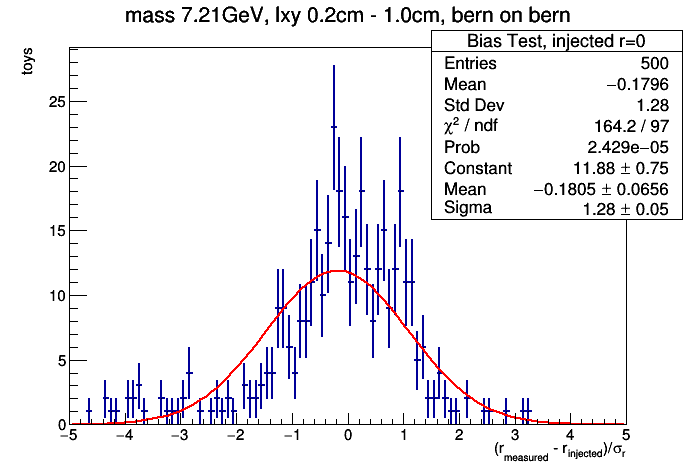 mass 7.21GeV, lxy 0.2cm - 1.0cm, bern on bern
toys
Bias Test, injected r=0
Entries 500
Mean −0.1796
Std Dev 1.28
χ² / ndf 164.2 / 97
Prob 2.429e−05
Constant 11.88 ± 0.75
Mean −0.1805 ± 0.0656
Sigma 1.28 ± 0.05
25
20
15
10
5
0
−5 −4 −3 −2 −1 0 1 2 3 4 5
(r_measured - r_injected)/σ_r